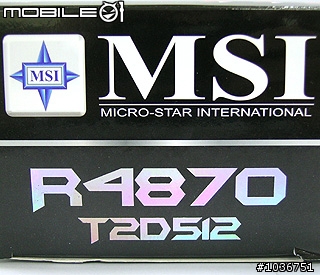 MOBILE01
MSI
MSI
MICRO-STAR INTERNATIONAL
R4870
T2D512
#1036751